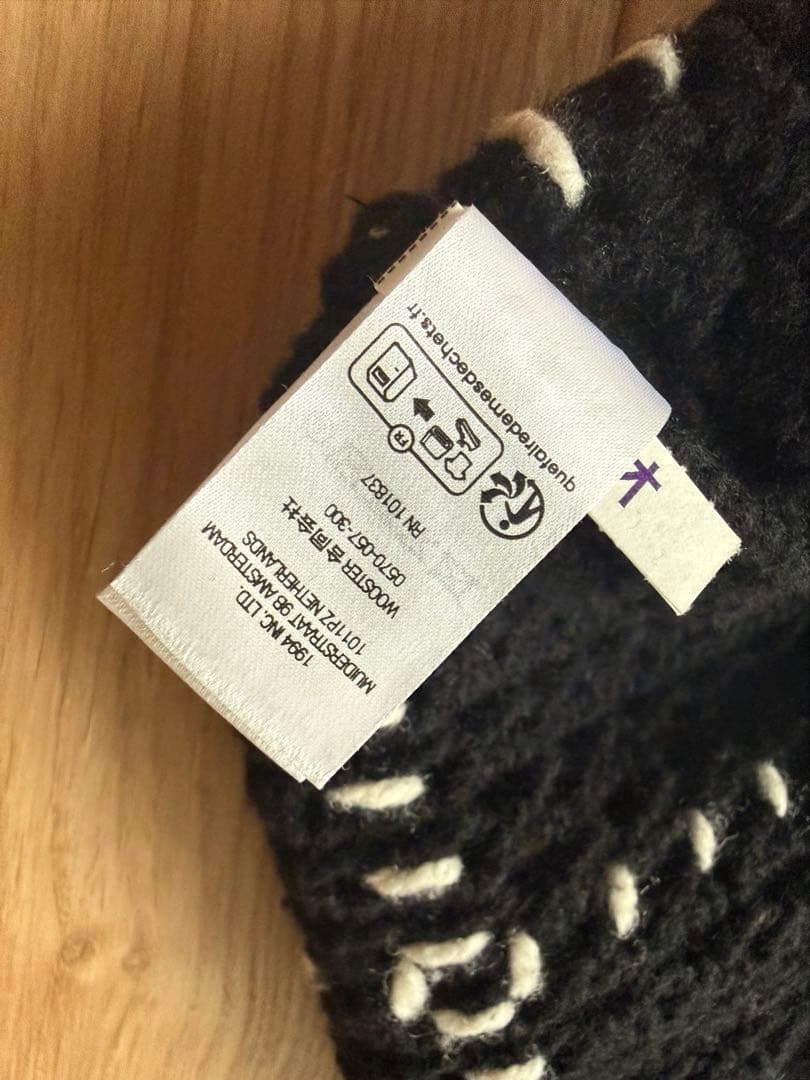 quefairedemesdechets.fr
FR
RN 101837
0570-067-300
WOOSTER 合同会社
1994 INC. LTD.
MUIDERSTRAAT 9B AMSTERDAM
1011PZ NETHERLANDS